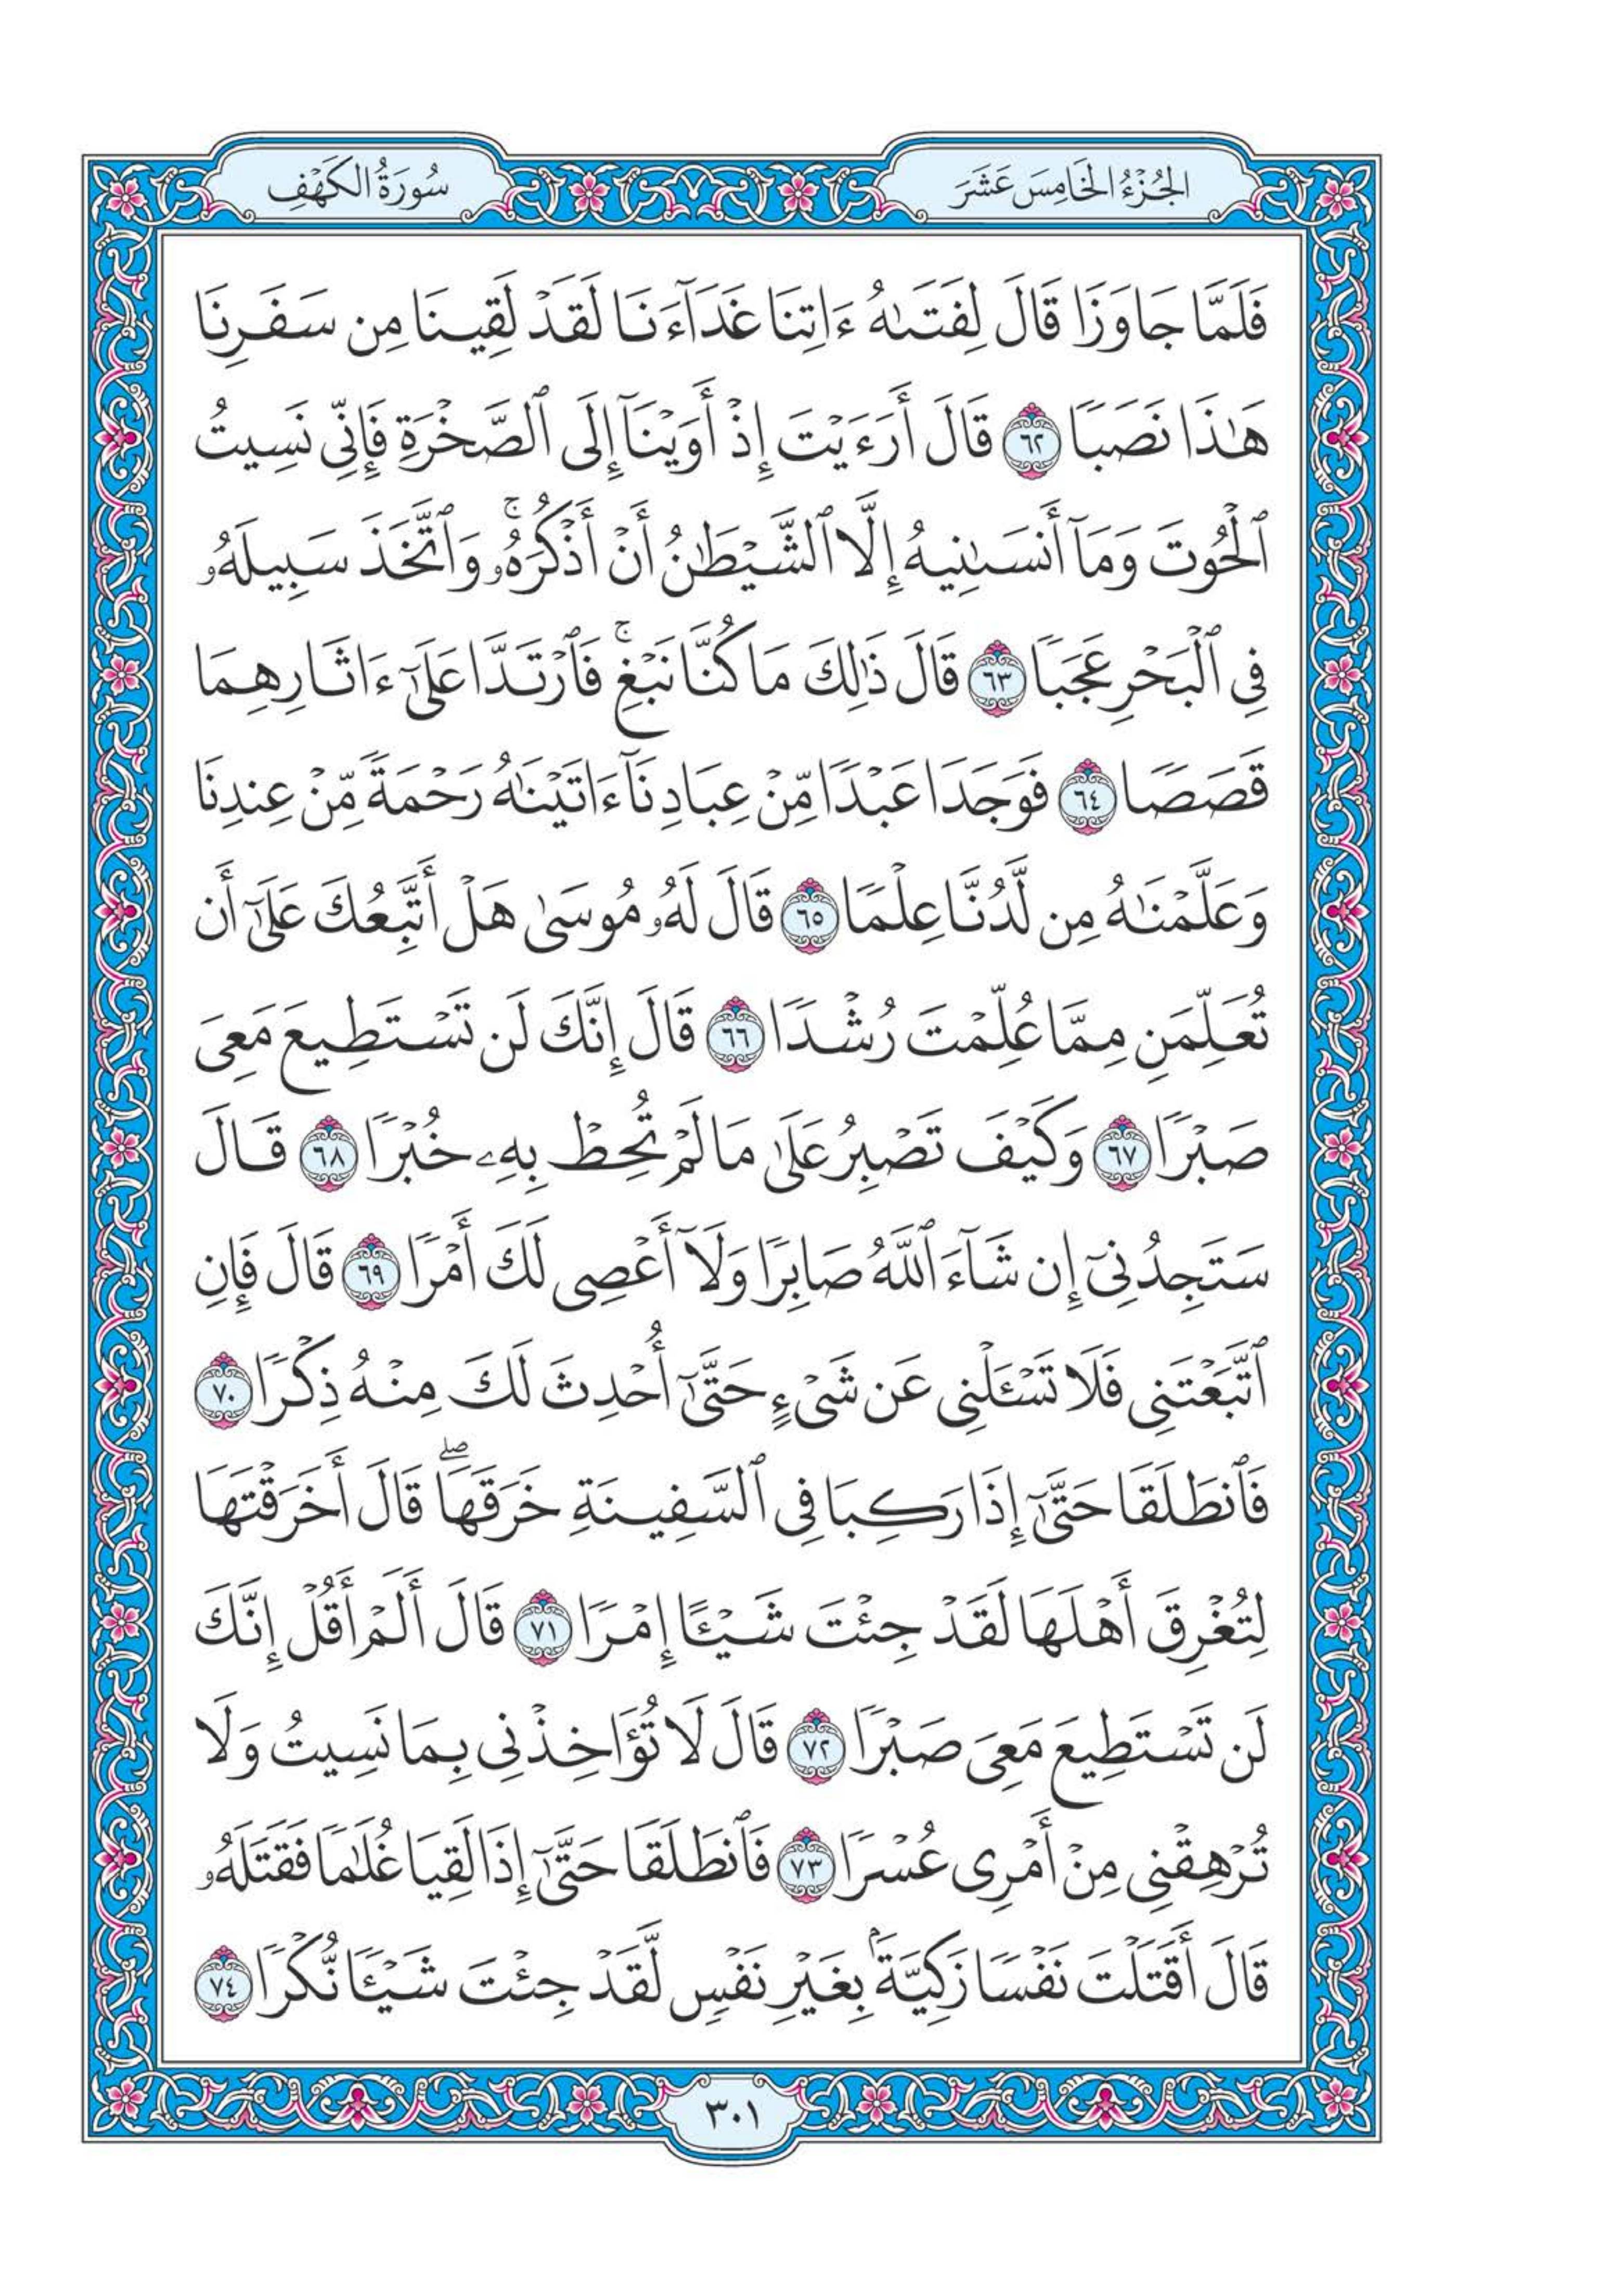 الجُزْءُ الخَامِسَ عَشَرَ
سُورَةُ الكَهْفِ
فَلَمَّا جَاوَزَا قَالَ لِفَتَىٰهُ ءَاتِنَا غَدَآءَنَا لَقَدْ لَقِينَا مِن سَفَرِنَا
هَٰذَا نَصَبًا ٦٢ قَالَ أَرَءَيْتَ إِذْ أَوَيْنَآ إِلَى ٱلصَّخْرَةِ فَإِنِّي نَسِيتُ
ٱلْحُوتَ وَمَآ أَنسَىٰنِيهُ إِلَّا ٱلشَّيْطَٰنُ أَنْ أَذْكُرَهُۥۚ وَٱتَّخَذَ سَبِيلَهُۥ
فِي ٱلْبَحْرِ عَجَبًا ٦٣ قَالَ ذَٰلِكَ مَا كُنَّا نَبْغِۚ فَٱرْتَدَّا عَلَىٰٓ ءَاثَارِهِمَا
قَصَصًا ٦٤ فَوَجَدَا عَبْدًا مِّنْ عِبَادِنَآ ءَاتَيْنَٰهُ رَحْمَةً مِّنْ عِندِنَا
وَعَلَّمْنَٰهُ مِن لَّدُنَّا عِلْمًا ٦٥ قَالَ لَهُۥ مُوسَىٰ هَلْ أَتَّبِعُكَ عَلَىٰٓ أَن
تُعَلِّمَنِ مِمَّا عُلِّمْتَ رُشْدًا ٦٦ قَالَ إِنَّكَ لَن تَسْتَطِيعَ مَعِيَ
صَبْرًا ٦٧ وَكَيْفَ تَصْبِرُ عَلَىٰ مَا لَمْ تُحِطْ بِهِۦ خُبْرًا ٦٨ قَالَ
سَتَجِدُنِيٓ إِن شَآءَ ٱللَّهُ صَابِرًا وَلَآ أَعْصِي لَكَ أَمْرًا ٦٩ قَالَ فَإِنِ
ٱتَّبَعْتَنِي فَلَا تَسْـَٔلْنِي عَن شَيْءٍ حَتَّىٰٓ أُحْدِثَ لَكَ مِنْهُ ذِكْرًا ٧٠
فَٱنطَلَقَا حَتَّىٰٓ إِذَا رَكِبَا فِي ٱلسَّفِينَةِ خَرَقَهَاۖ قَالَ أَخَرَقْتَهَا
لِتُغْرِقَ أَهْلَهَا لَقَدْ جِئْتَ شَيْـًٔا إِمْرًا ٧١ قَالَ أَلَمْ أَقُلْ إِنَّكَ
لَن تَسْتَطِيعَ مَعِيَ صَبْرًا ٧٢ قَالَ لَا تُؤَاخِذْنِي بِمَا نَسِيتُ وَلَا
تُرْهِقْنِي مِنْ أَمْرِي عُسْرًا ٧٣ فَٱنطَلَقَا حَتَّىٰٓ إِذَا لَقِيَا غُلَٰمًا فَقَتَلَهُۥ
قَالَ أَقَتَلْتَ نَفْسًا زَكِيَّةًۢ بِغَيْرِ نَفْسٍ لَّقَدْ جِئْتَ شَيْـًٔا نُّكْرًا ٧٤
٣٠١